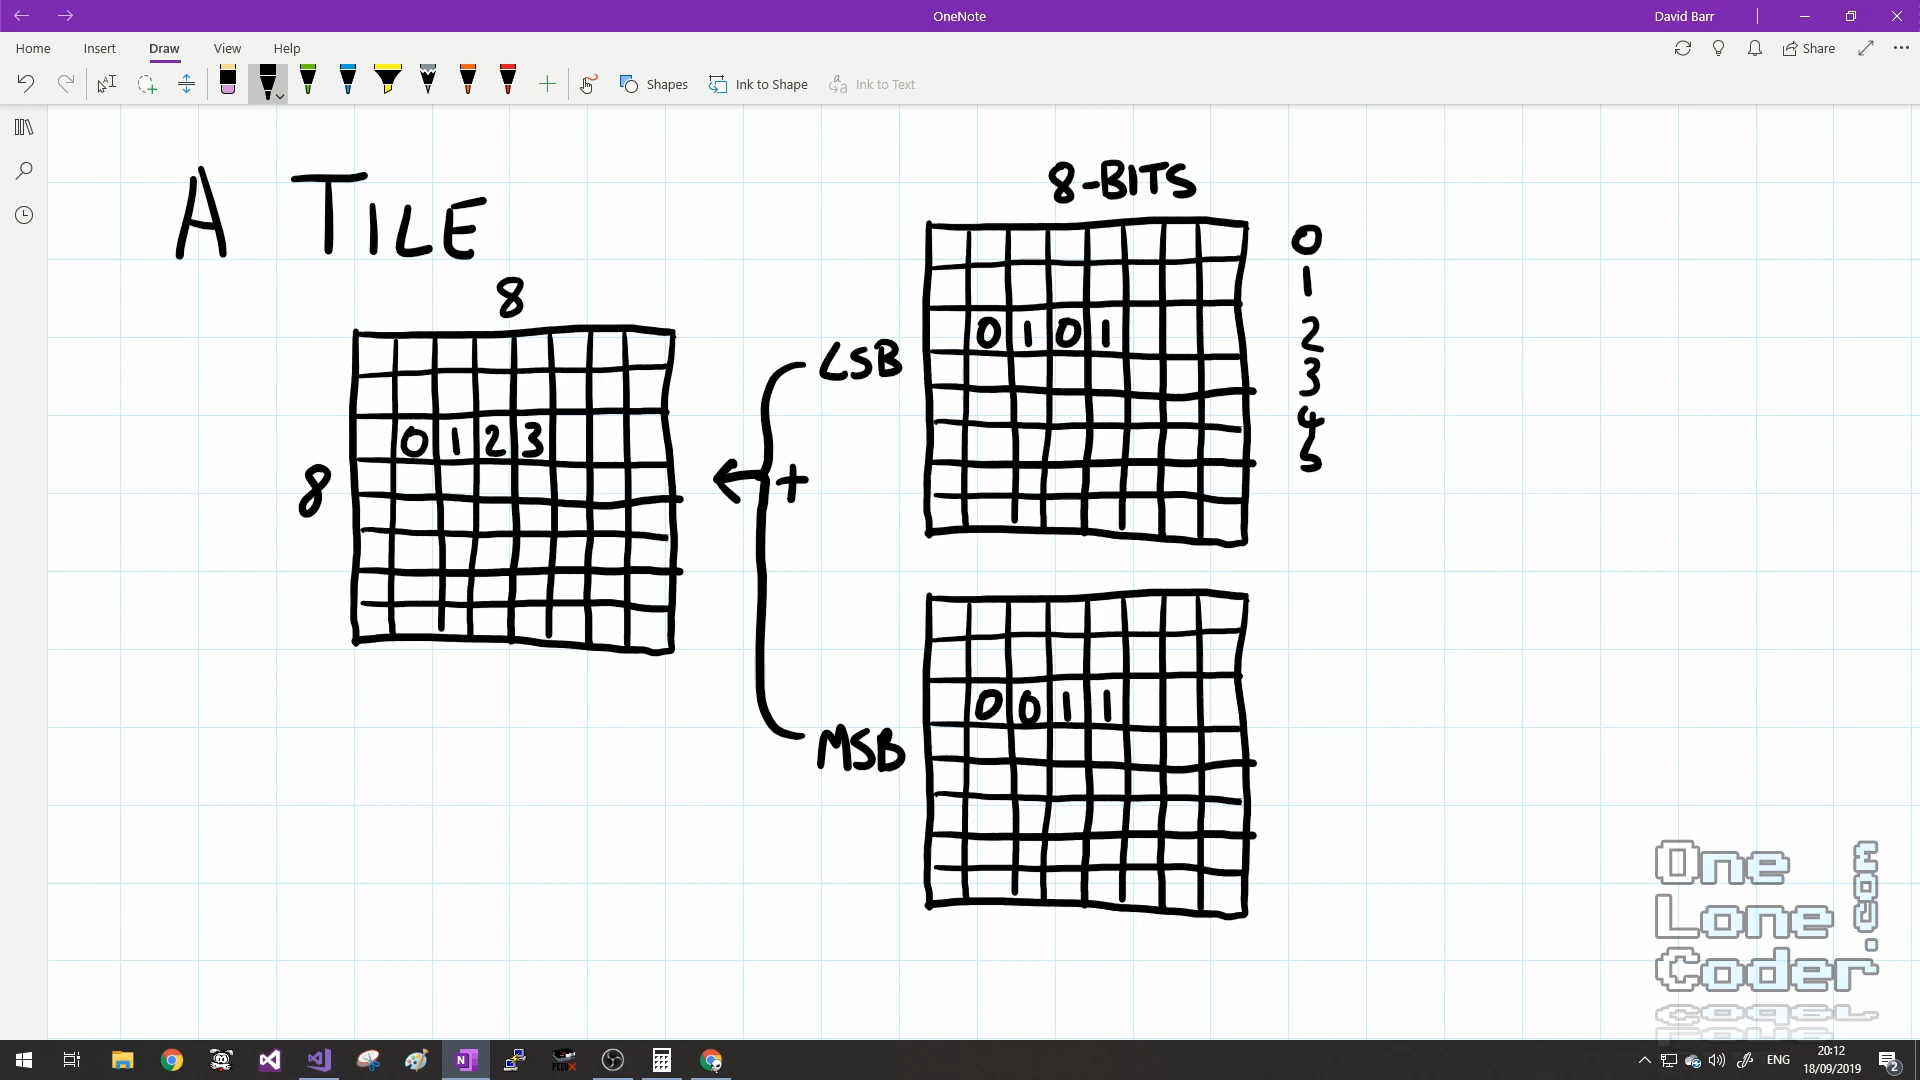 OneNote
David Barr
Home Insert Draw View Help
Share
Shapes
Ink to Shape
Ink to Text
A TILE
8
8
0 1 2 3
+
LSB
MSB
8-BITS
0 1 0 1
0
1
2
3
4
5
0 0 1 1
One
Lone
Coder
.com
ENG
20:12
18/09/2019
2